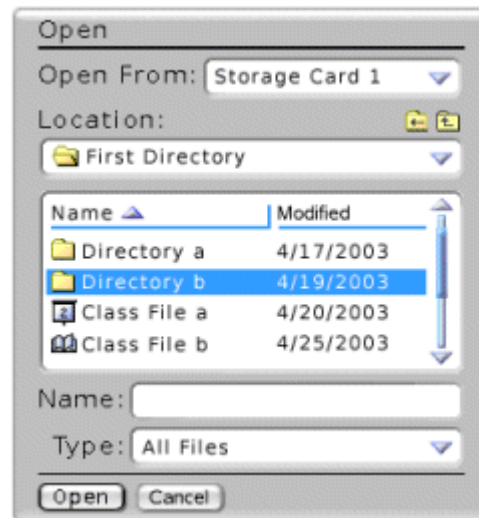 Open
Open From: Storage Card 1
Location:
First Directory
Name Modified
Directory a 4/17/2003
Directory b 4/19/2003
Class File a 4/20/2003
Class File b 4/25/2003
Name:
Type: All Files
Open Cancel